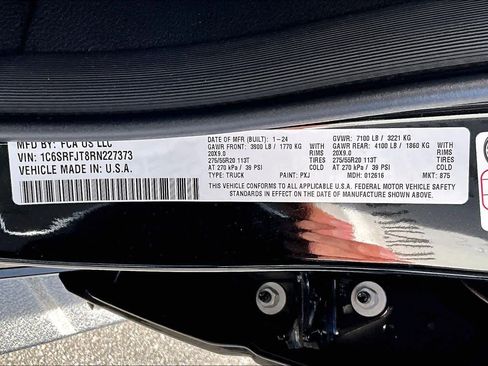 MFD BY: FCA US LLC
DATE OF MFR (BUILT): 1-24
GVWR: 7100 LB / 3221 KG
GAWR FRONT: 3900 LB / 1770 KG WITH
GAWR REAR: 4100 LB / 1860 KG WITH
20X9.0 RIMS
20X9.0 RIMS
275/55R20 113T TIRES
275/55R20 113T TIRES
AT 270 kPa / 39 PSI COLD
AT 270 kPa / 39 PSI COLD
VIN: 1C6SRFJT8RN227373
VEHICLE MADE IN: U.S.A.
THIS VEHICLE CONFORMS TO ALL APPLICABLE U.S.A. FEDERAL MOTOR VEHICLE SAFETY
STANDARDS IN EFFECT ON THE DATE OF MANUFACTURE SHOWN ABOVE.
TYPE: TRUCK PAINT: PXJ MDH: 012616 MKT: 875